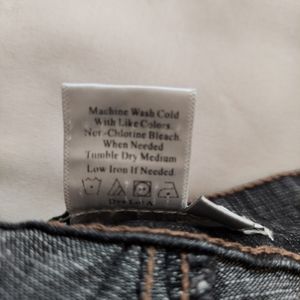 Machine Wash Cold
With Like Colors.
Non-Chlorine Bleach.
When Needed
Tumble Dry Medium
Low Iron If Needed.